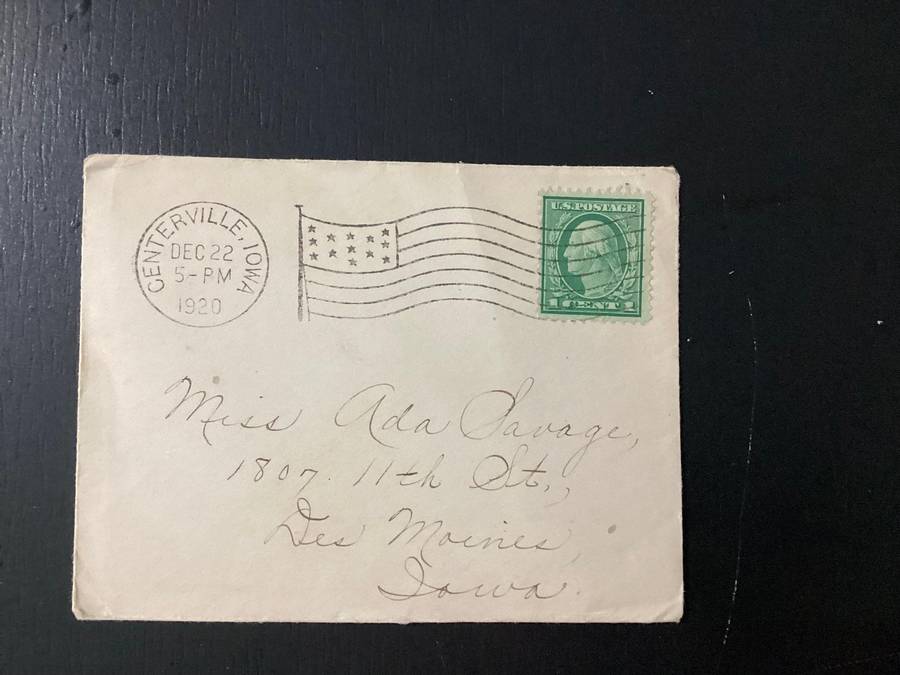 CENTERVILLE, IOWA
DEC 22
5-PM
1920
U.S. POSTAGE
1 CENT 1
Miss Ada Savage,
1807. 11th St.,
Des Moines,
Iowa.